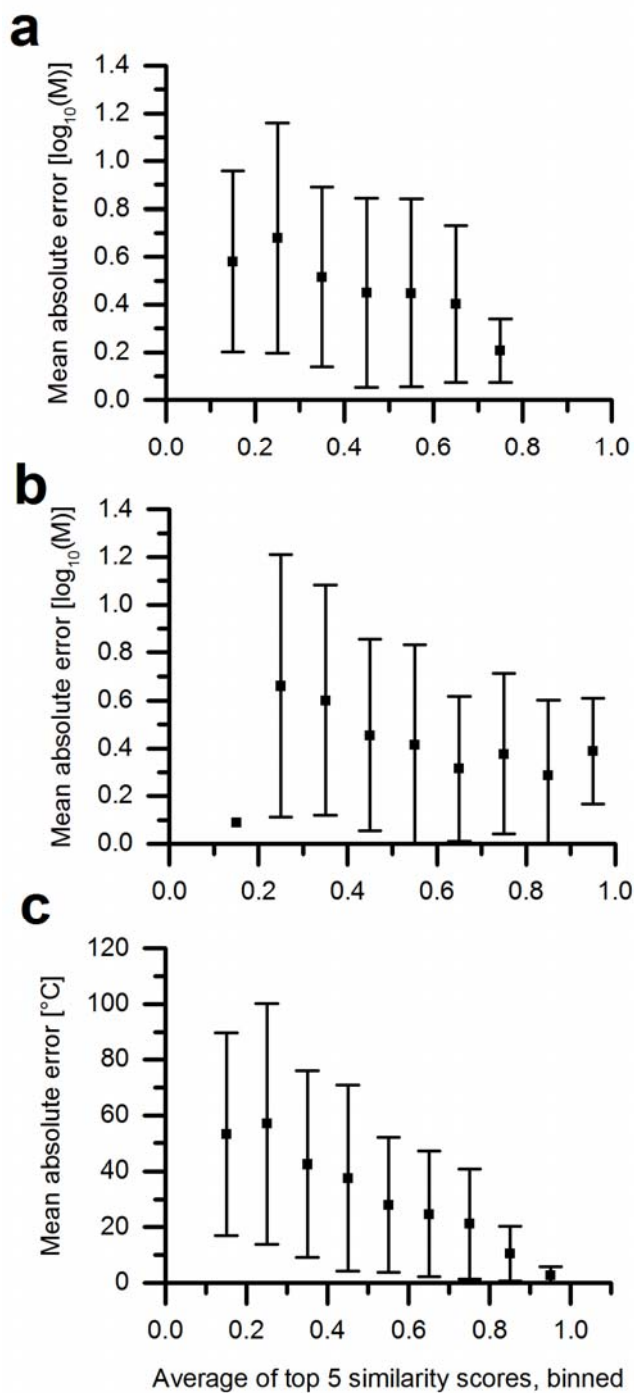 a
Mean absolute error [log10(M)]
1.4
1.2
1.0
0.8
0.6
0.4
0.2
0.0
0.0 0.2 0.4 0.6 0.8 1.0
b
Mean absolute error [log10(M)]
1.4
1.2
1.0
0.8
0.6
0.4
0.2
0.0
0.0 0.2 0.4 0.6 0.8 1.0
c
Mean absolute error [°C]
120
100
80
60
40
20
0
0.0 0.2 0.4 0.6 0.8 1.0
Average of top 5 similarity scores, binned